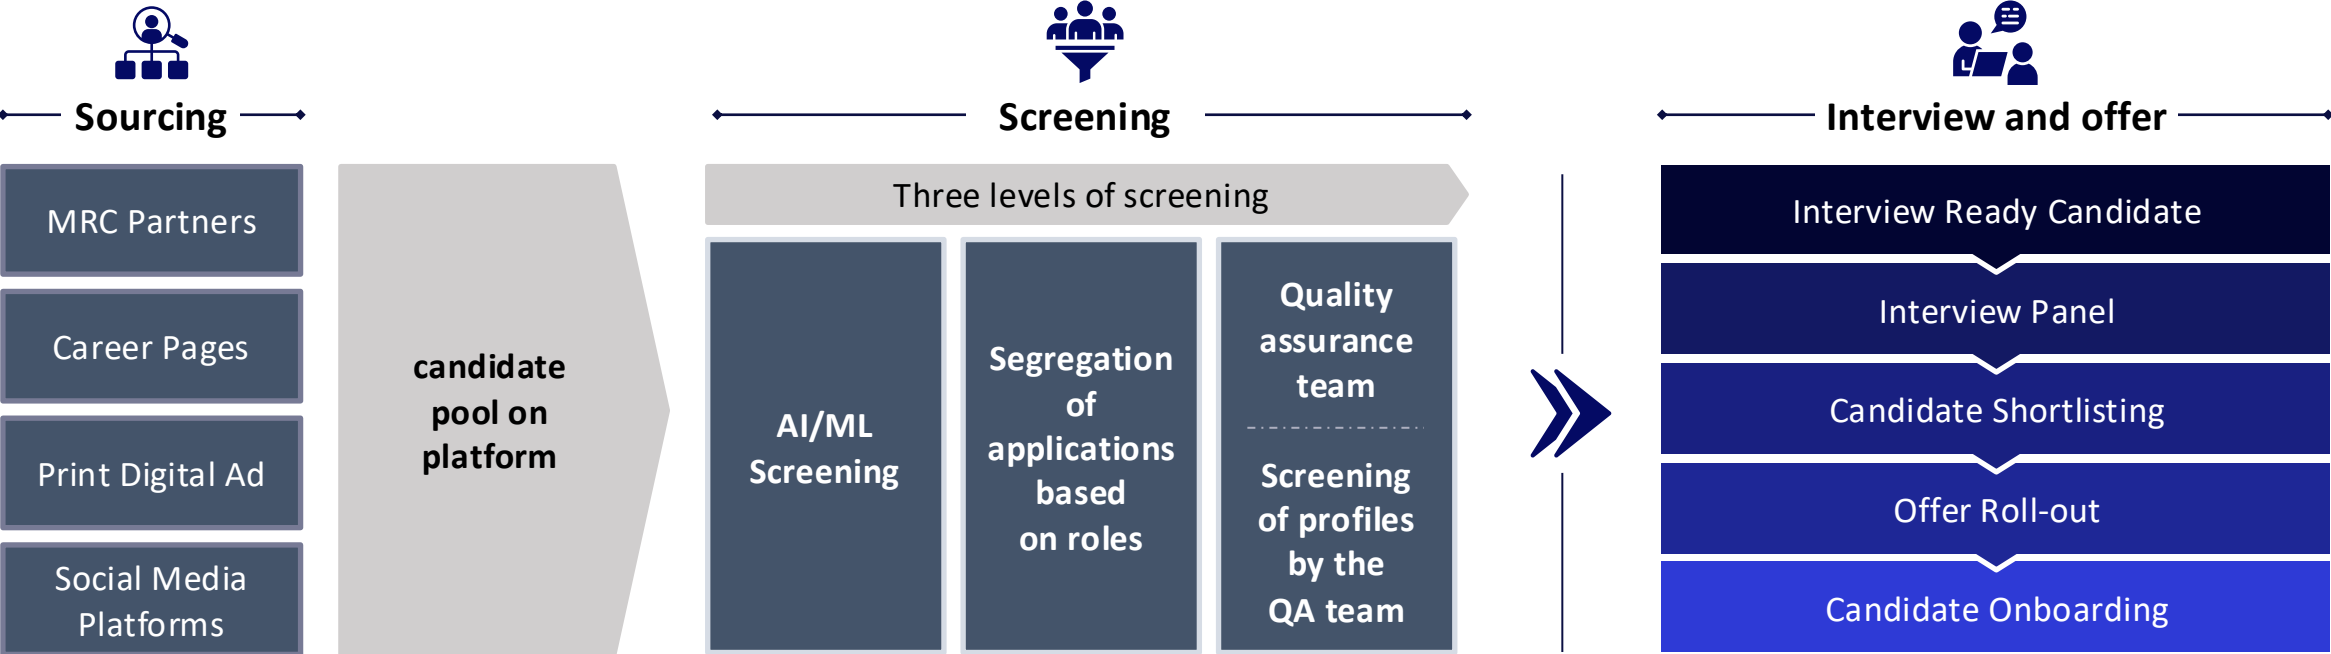 Sourcing
MRC Partners
Career Pages
Print Digital Ad
Social Media
Platforms
candidate
pool on
platform
Screening
Three levels of screening
AI/ML
Screening
Segregation
of
applications
based
on roles
Quality
assurance
team
Screening
of profiles
by the
QA team
Interview and offer
Interview Ready Candidate
Interview Panel
Candidate Shortlisting
Offer Roll-out
Candidate Onboarding